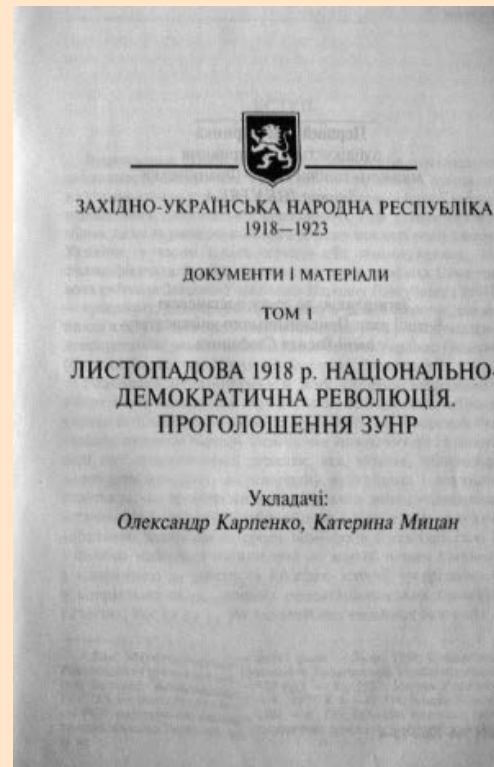 ЗАХІДНО-УКРАЇНСЬКА НАРОДНА РЕСПУБЛІКА
1918—1923
ДОКУМЕНТИ І МАТЕРІАЛИ
ТОМ 1
ЛИСТОПАДОВА 1918 р. НАЦІОНАЛЬНО-
ДЕМОКРАТИЧНА РЕВОЛЮЦІЯ.
ПРОГОЛОШЕННЯ ЗУНР
Укладачі:
Олександр Карпенко, Катерина Мицан